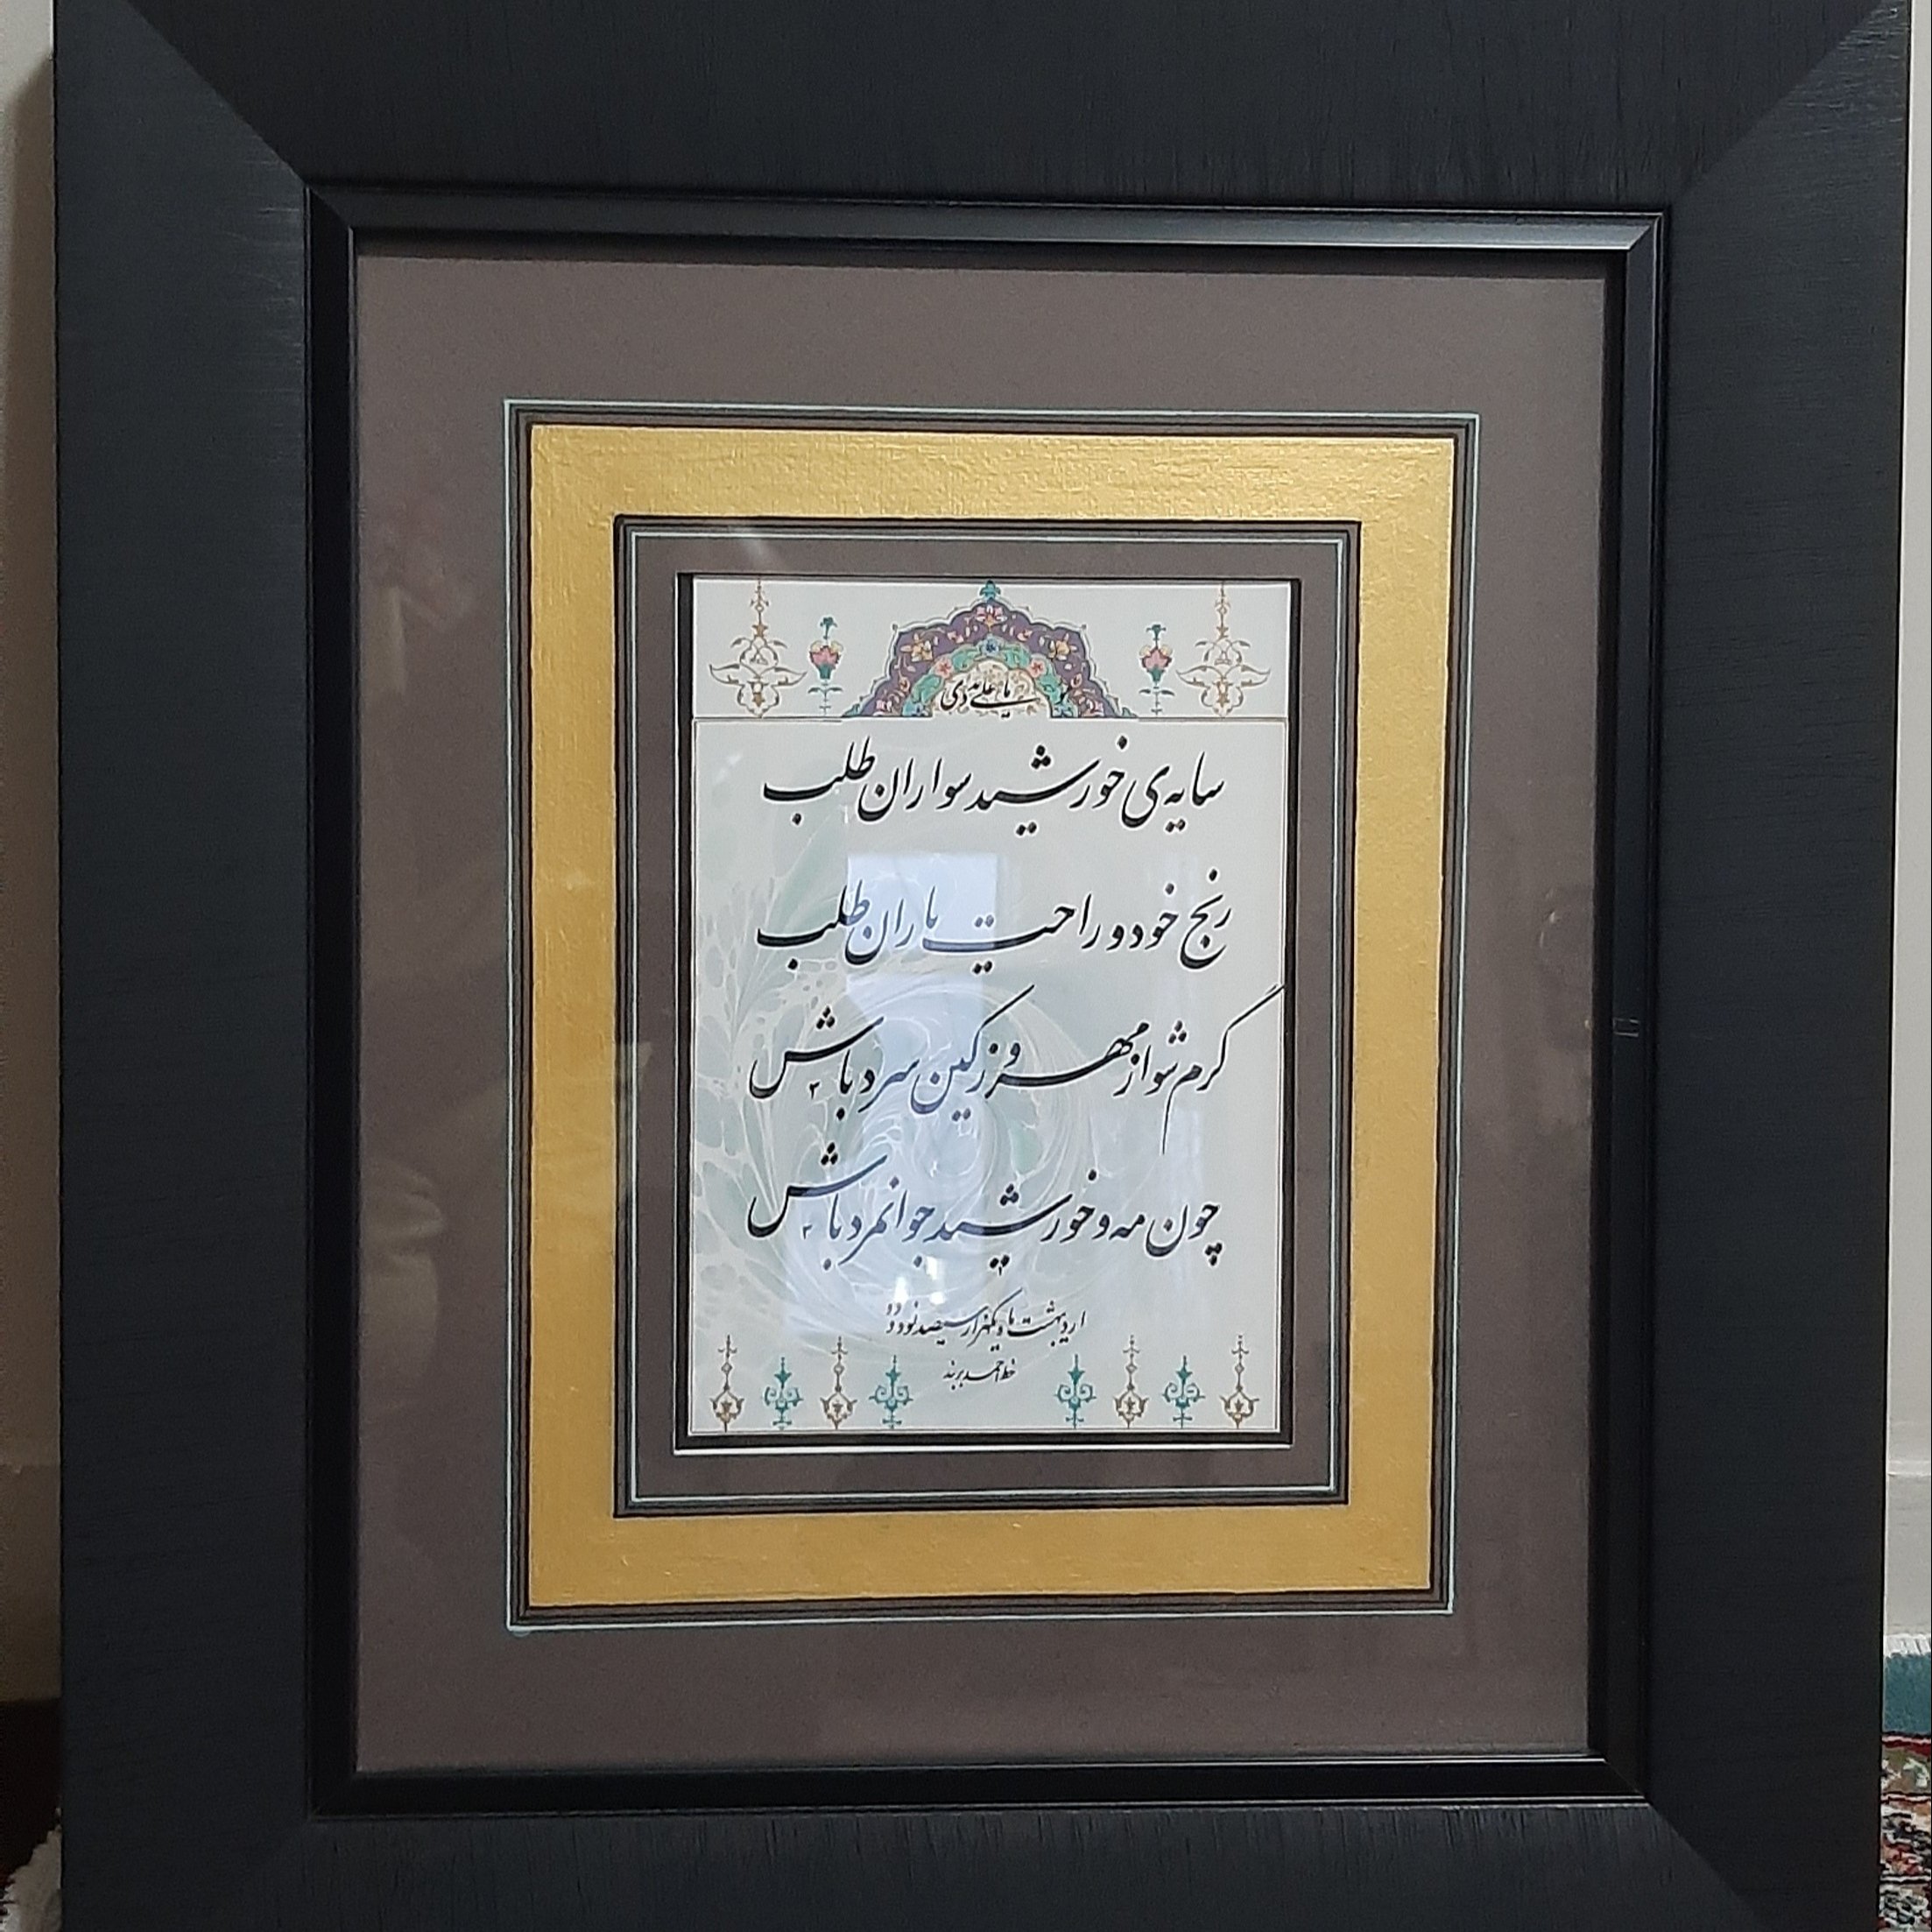 یا علی مددی
سایه‌ی خورشید سواران طلب
رنج خود و راحت یاران طلب
گرم شو از مهر و ز کین سرد باش
چون مه و خورشید جوانمرد باش
اردیبهشت ماه یکهزار سیصد نود دو
خط احمد